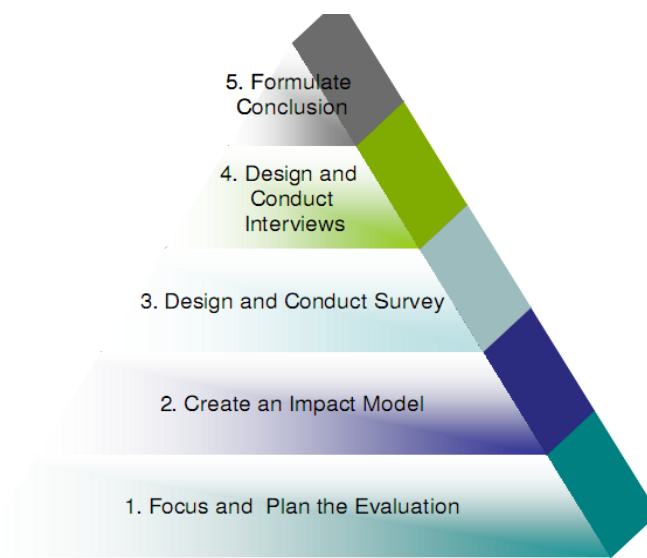 5. Formulate
Conclusion
4. Design and
Conduct
Interviews
3. Design and Conduct Survey
2. Create an Impact Model
1. Focus and  Plan the Evaluation